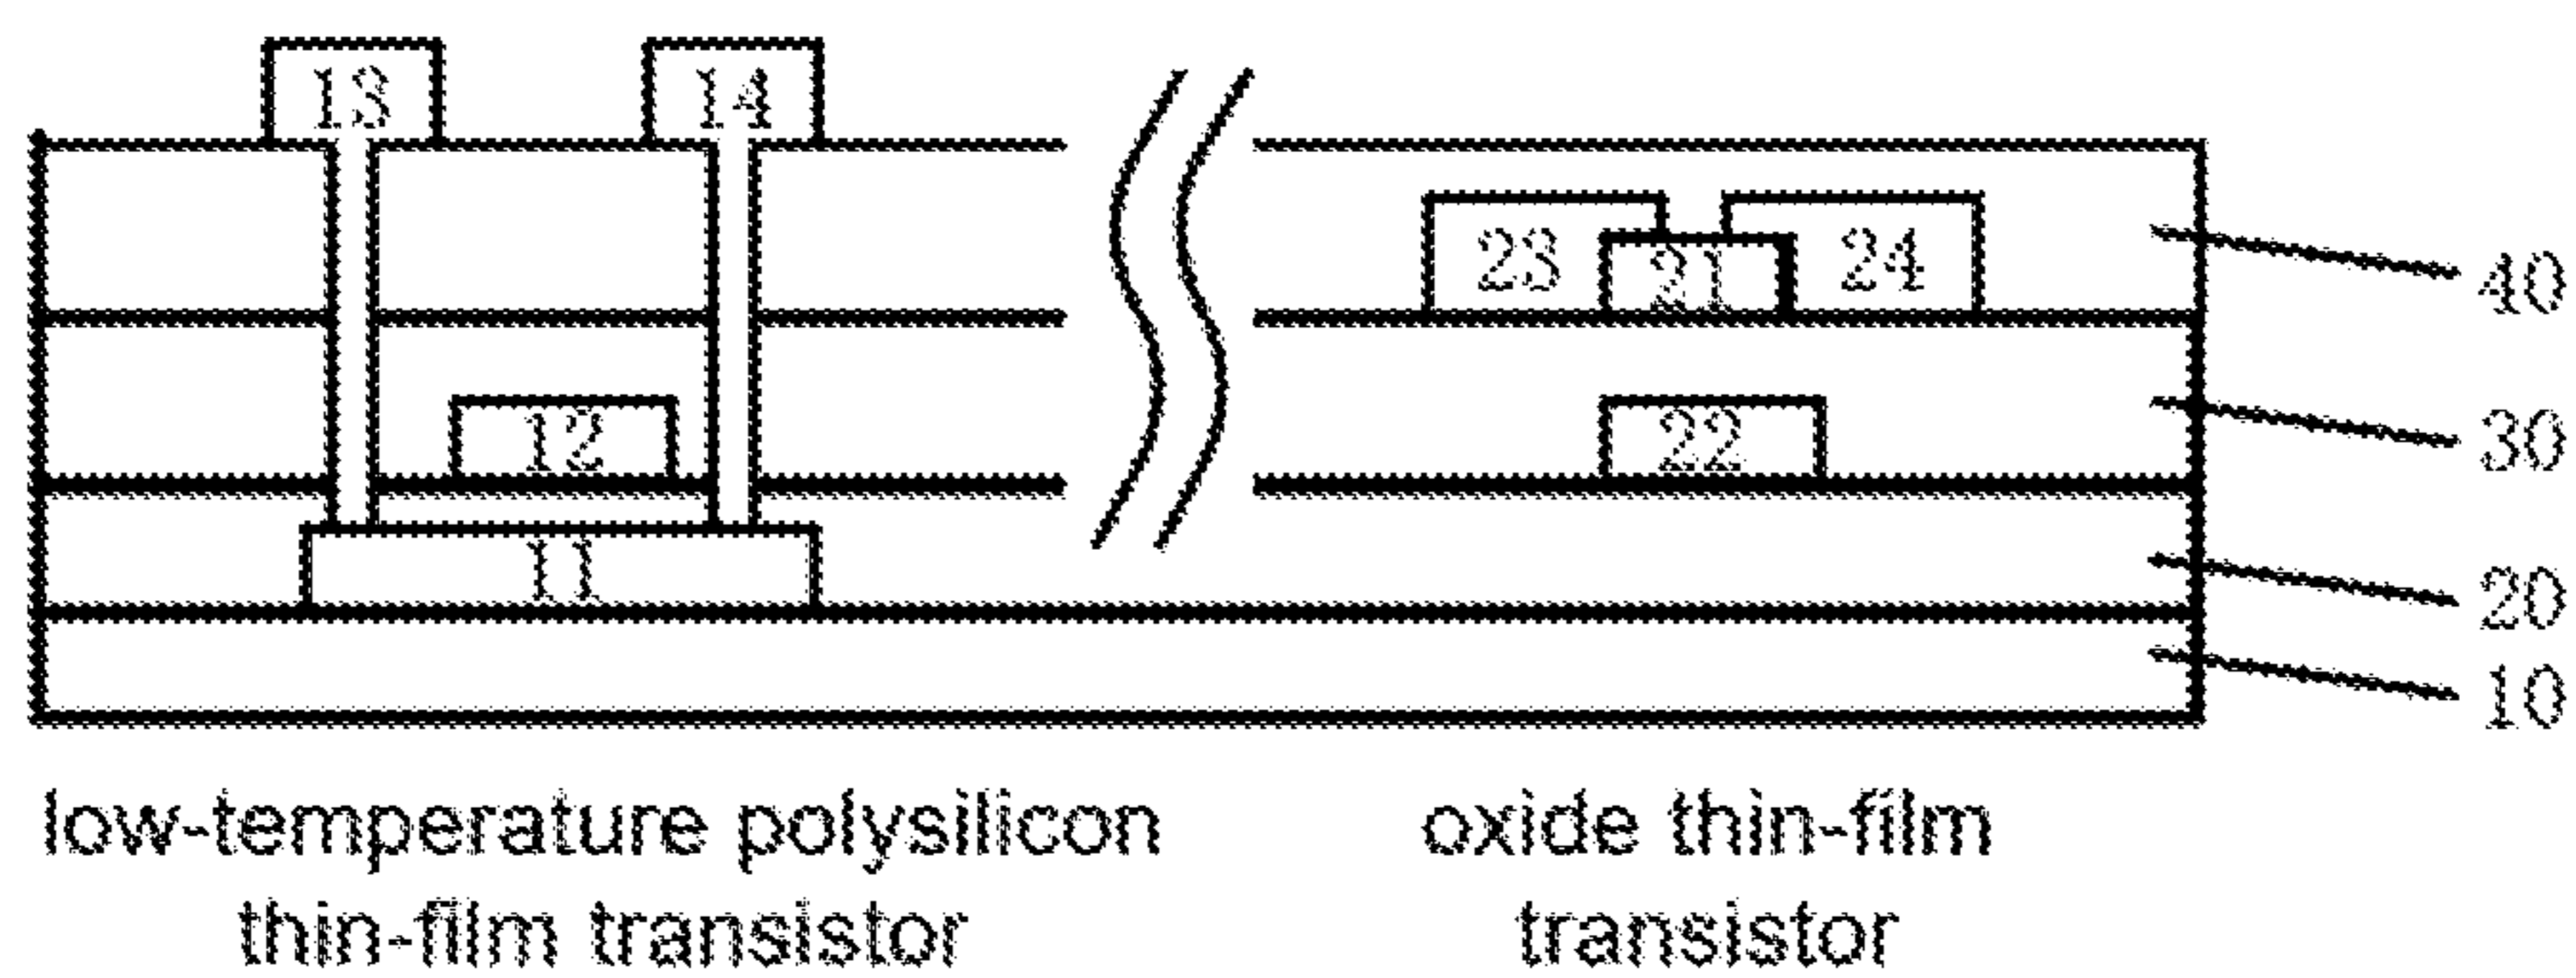 13 14
23 21 24 40
12 22 30
11 20
10
low-temperature polysilicon oxide thin-film
thin-film transistor transistor